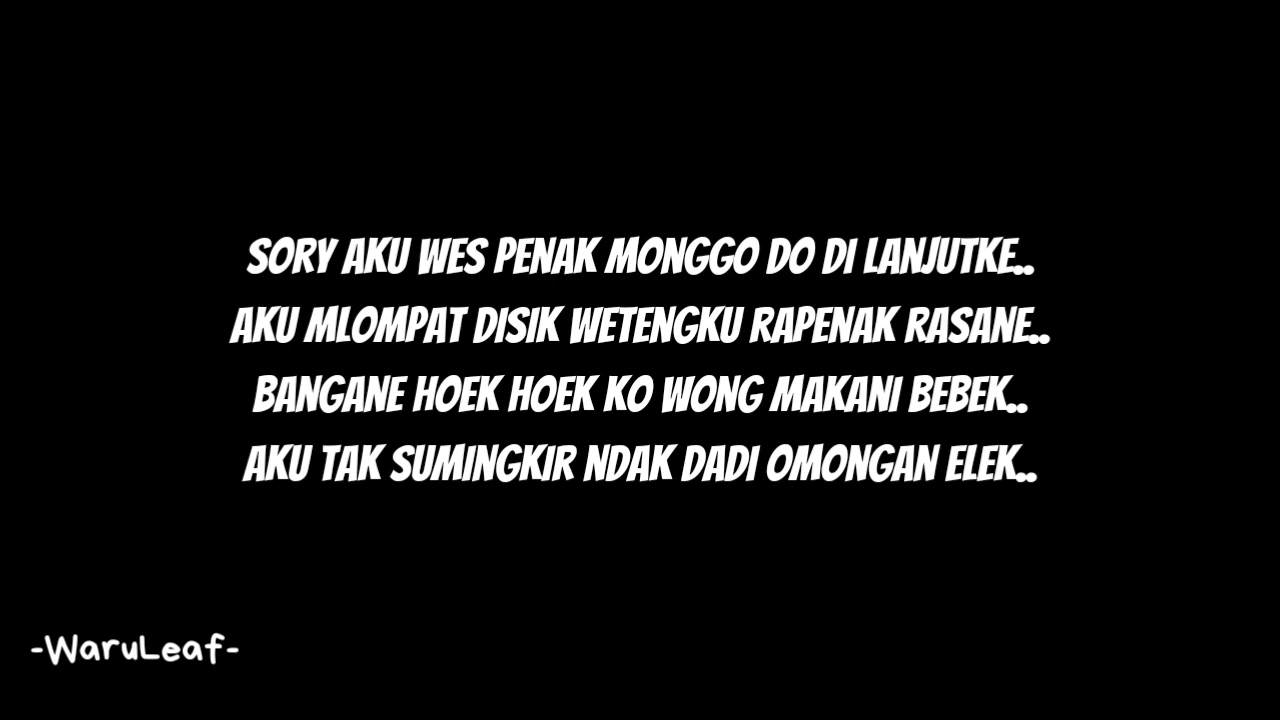 SORY AKU WES PENAK MONGGO DO DI LANJUTKE..
AKU MLOMPAT DISIK WETENGKU RAPENAK RASANE..
BANGANE HOEK HOEK KO WONG MAKANI BEBEK..
AKU TAK SUMINGKIR NDAK DADI OMONGAN ELEK..
-WaruLeaf-